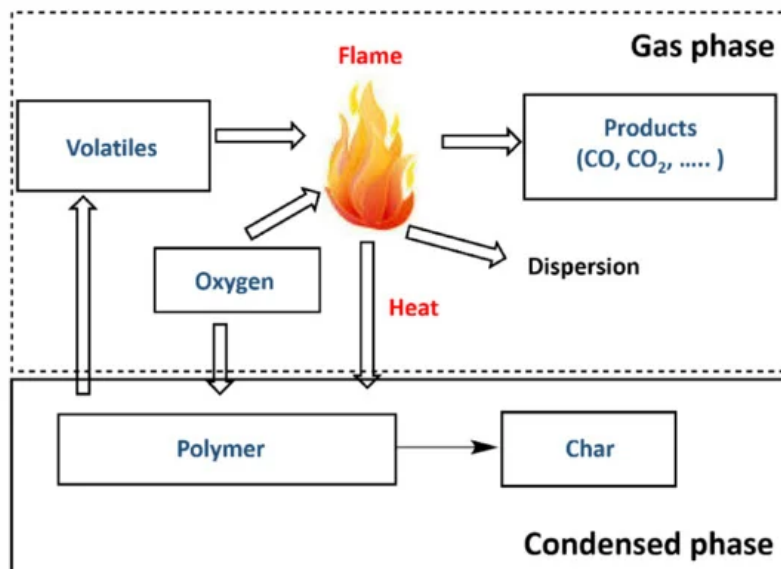 Gas phase
Flame
Volatiles
Products
(CO, CO₂, ..... )
Oxygen
Dispersion
Heat
Polymer
Char
Condensed phase